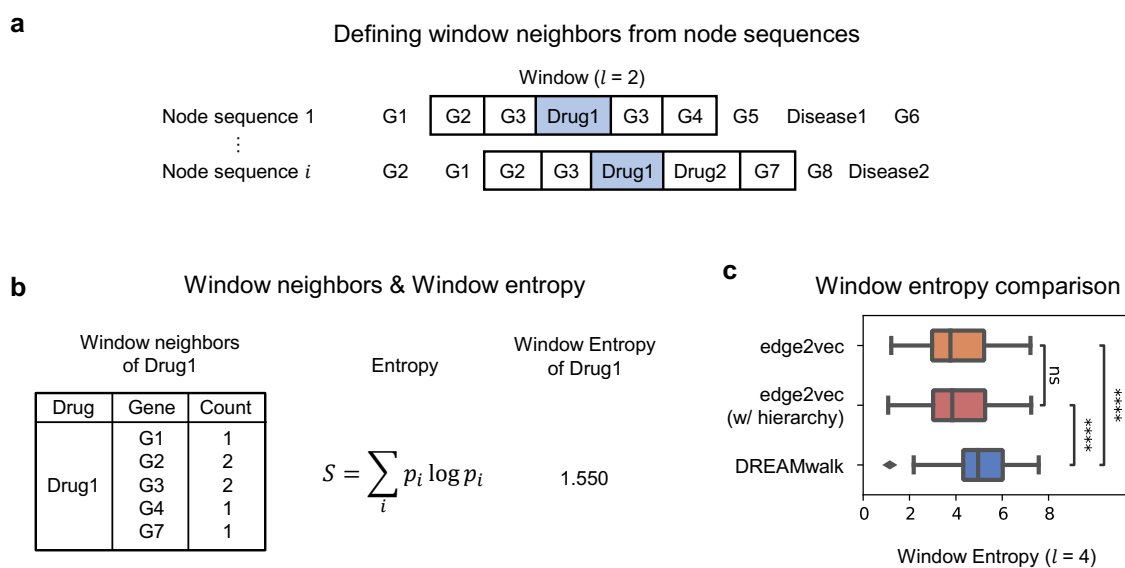 a
Defining window neighbors from node sequences
Window (l = 2)
Node sequence 1 G1 G2 G3 Drug1 G3 G4 G5 Disease1 G6
⋮
Node sequence i G2 G1 G2 G3 Drug1 Drug2 G7 G8 Disease2
b
Window neighbors & Window entropy
Window neighbors
of Drug1
Drug Gene Count
Drug1
G1 1
G2 2
G3 2
G4 1
G7 1
Entropy
S = ∑ p_i log p_i
i
Window Entropy
of Drug1
1.550
c
Window entropy comparison
edge2vec
edge2vec
(w/ hierarchy)
DREAMwalk
ns
****
****
0 2 4 6 8
Window Entropy (l = 4)